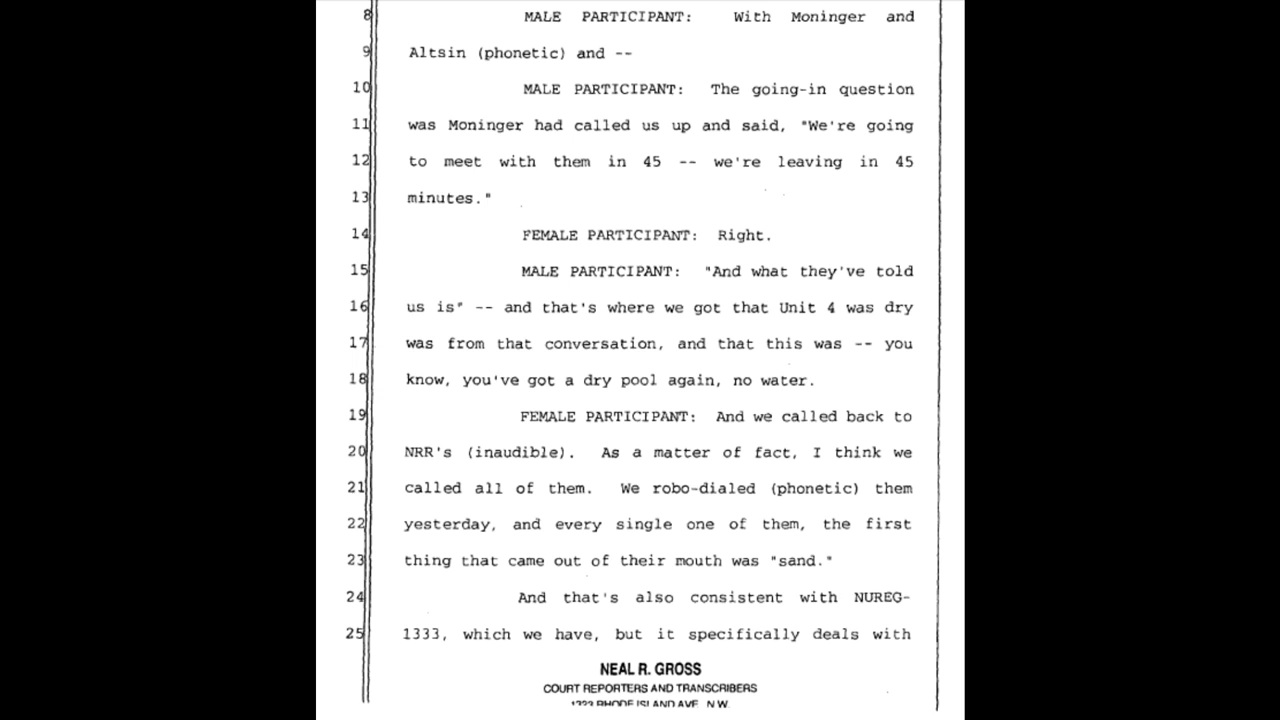 8 MALE PARTICIPANT: With Moninger and
9 Altsin (phonetic) and --
10 MALE PARTICIPANT: The going-in question
11 was Moninger had called us up and said, "We're going
12 to meet with them in 45 -- we're leaving in 45
13 minutes."
14 FEMALE PARTICIPANT: Right.
15 MALE PARTICIPANT: "And what they've told
16 us is" -- and that's where we got that Unit 4 was dry
17 was from that conversation, and that this was -- you
18 know, you've got a dry pool again, no water.
19 FEMALE PARTICIPANT: And we called back to
20 NRR's (inaudible). As a matter of fact, I think we
21 called all of them. We robo-dialed (phonetic) them
22 yesterday, and every single one of them, the first
23 thing that came out of their mouth was "sand."
24 And that's also consistent with NUREG-
25 1333, which we have, but it specifically deals with
NEAL R. GROSS
COURT REPORTERS AND TRANSCRIBERS
1323 RHODE ISLAND AVE., N.W.